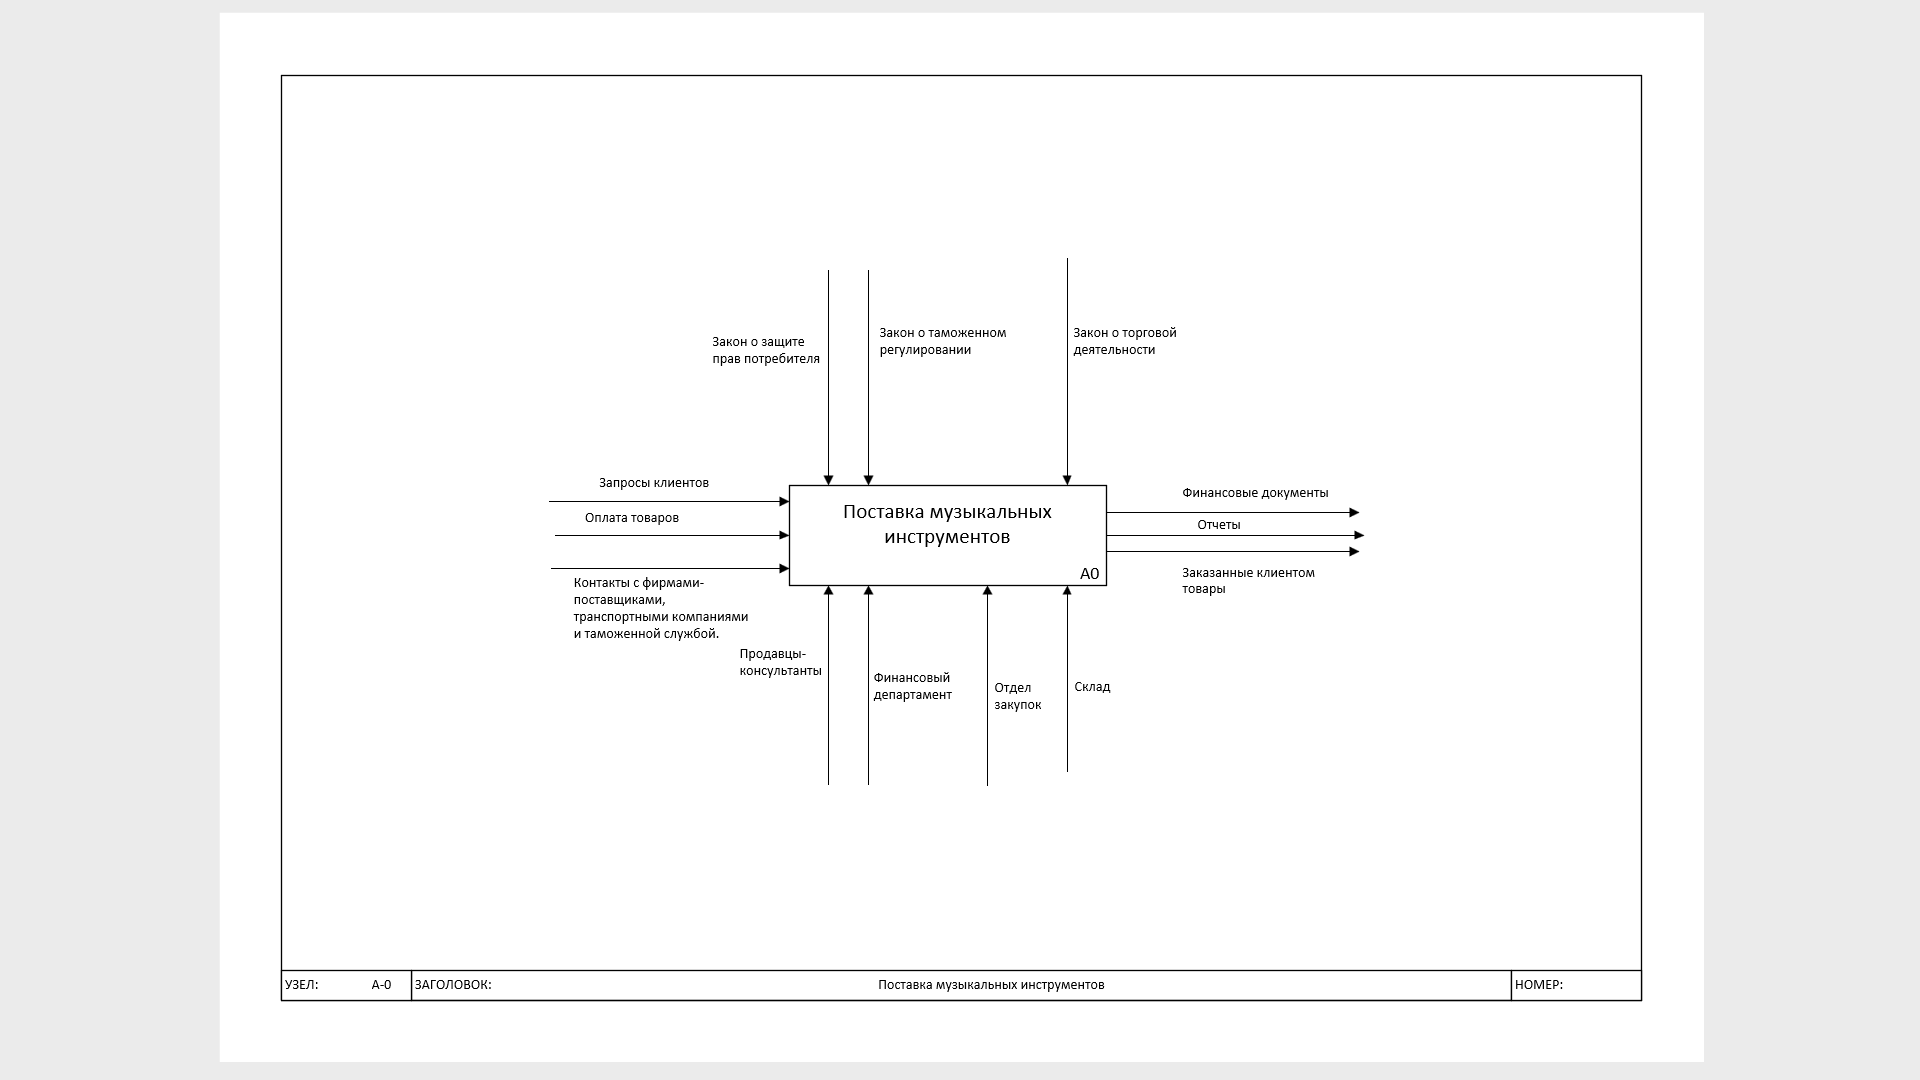 Закон о защите
прав потребителя
Закон о таможенном
регулировании
Закон о торговой
деятельности
Запросы клиентов
Оплата товаров
Контакты с фирмами-
поставщиками,
транспортными компаниями
и таможенной службой.
Поставка музыкальных
инструментов
A0
Финансовые документы
Отчеты
Заказанные клиентом
товары
Продавцы-
консультанты
Финансовый
департамент
Отдел
закупок
Склад
УЗЕЛ: A-0
ЗАГОЛОВОК: Поставка музыкальных инструментов
НОМЕР: